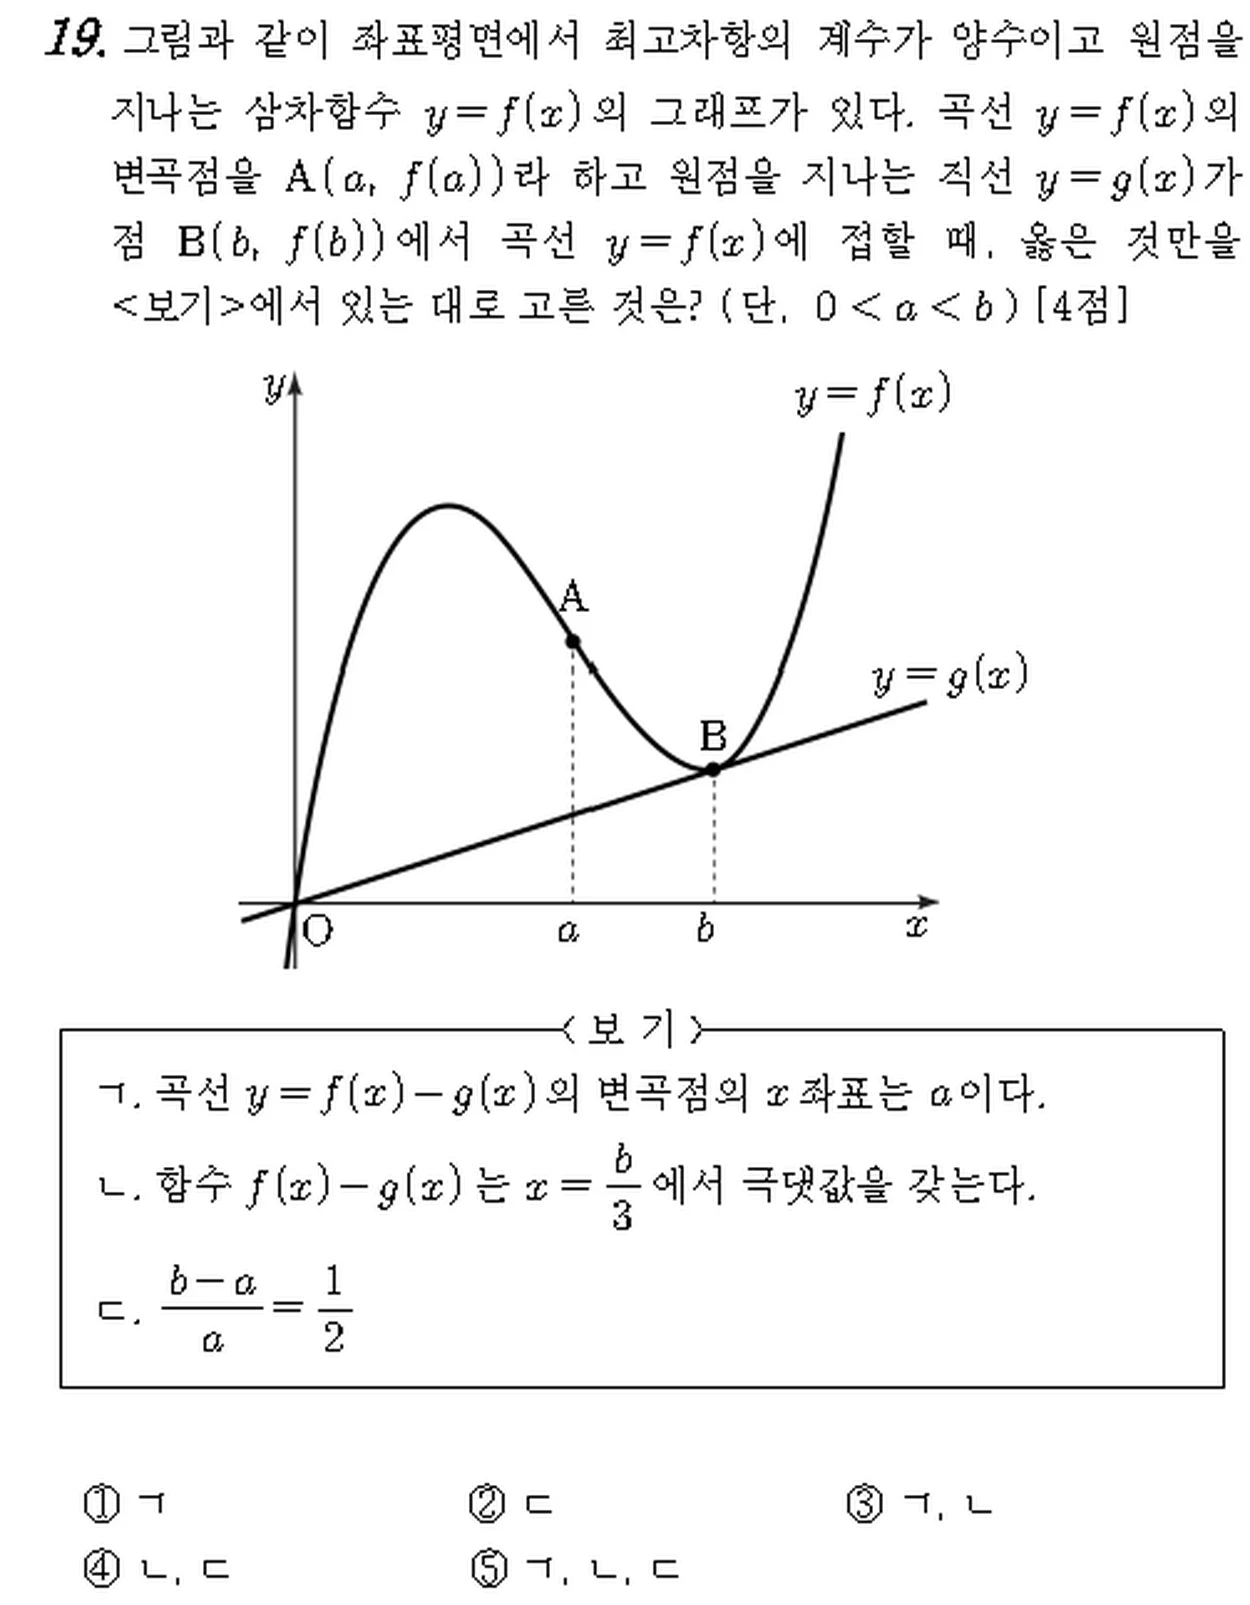 19. 그림과 같이 좌표평면에서 최고차항의 계수가 양수이고 원점을
지나는 삼차함수 y=f(x)의 그래프가 있다. 곡선 y=f(x)의
변곡점을 A(a, f(a))라 하고 원점을 지나는 직선 y=g(x)가
점 B(b, f(b))에서 곡선 y=f(x)에 접할 때, 옳은 것만을
<보기>에서 있는 대로 고른 것은? (단, 0<a<b) [4점]
y
y=f(x)
A
y=g(x)
B
O
a
b
x
<보 기>
ㄱ. 곡선 y=f(x)-g(x)의 변곡점의 x좌표는 a이다.
ㄴ. 함수 f(x)-g(x)는 x=b/3에서 극댓값을 갖는다.
ㄷ. (b-a)/a=1/2
① ㄱ ② ㄷ ③ ㄱ, ㄴ
④ ㄴ, ㄷ ⑤ ㄱ, ㄴ, ㄷ